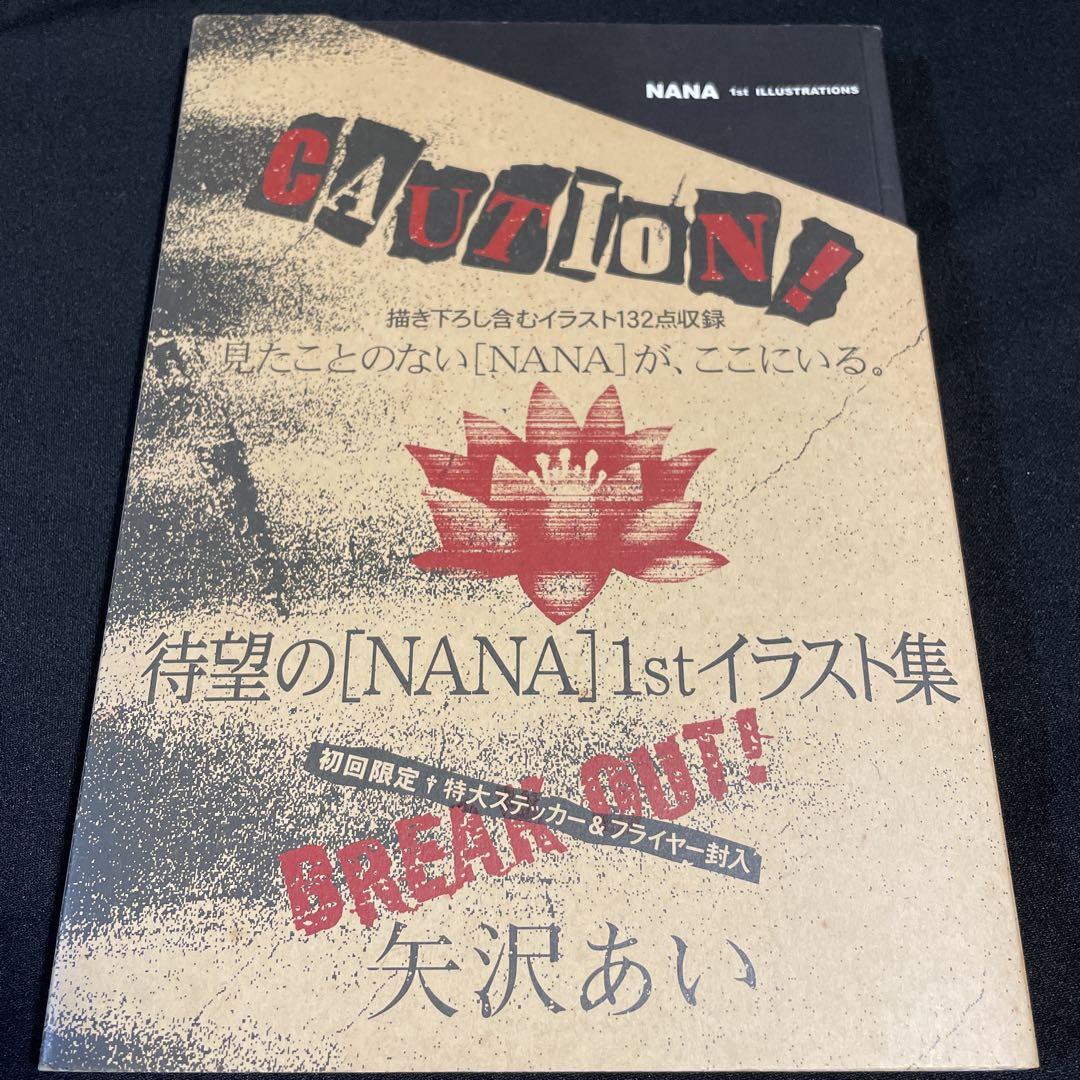 NANA 1st ILLUSTRATIONS
CAUTION!
描き下ろし含むイラスト132点収録
見たことのない[NANA]が、ここにいる。
待望の[NANA]1stイラスト集
BREAK OUT!
初回限定†特大ステッカー&フライヤー封入
矢沢あい